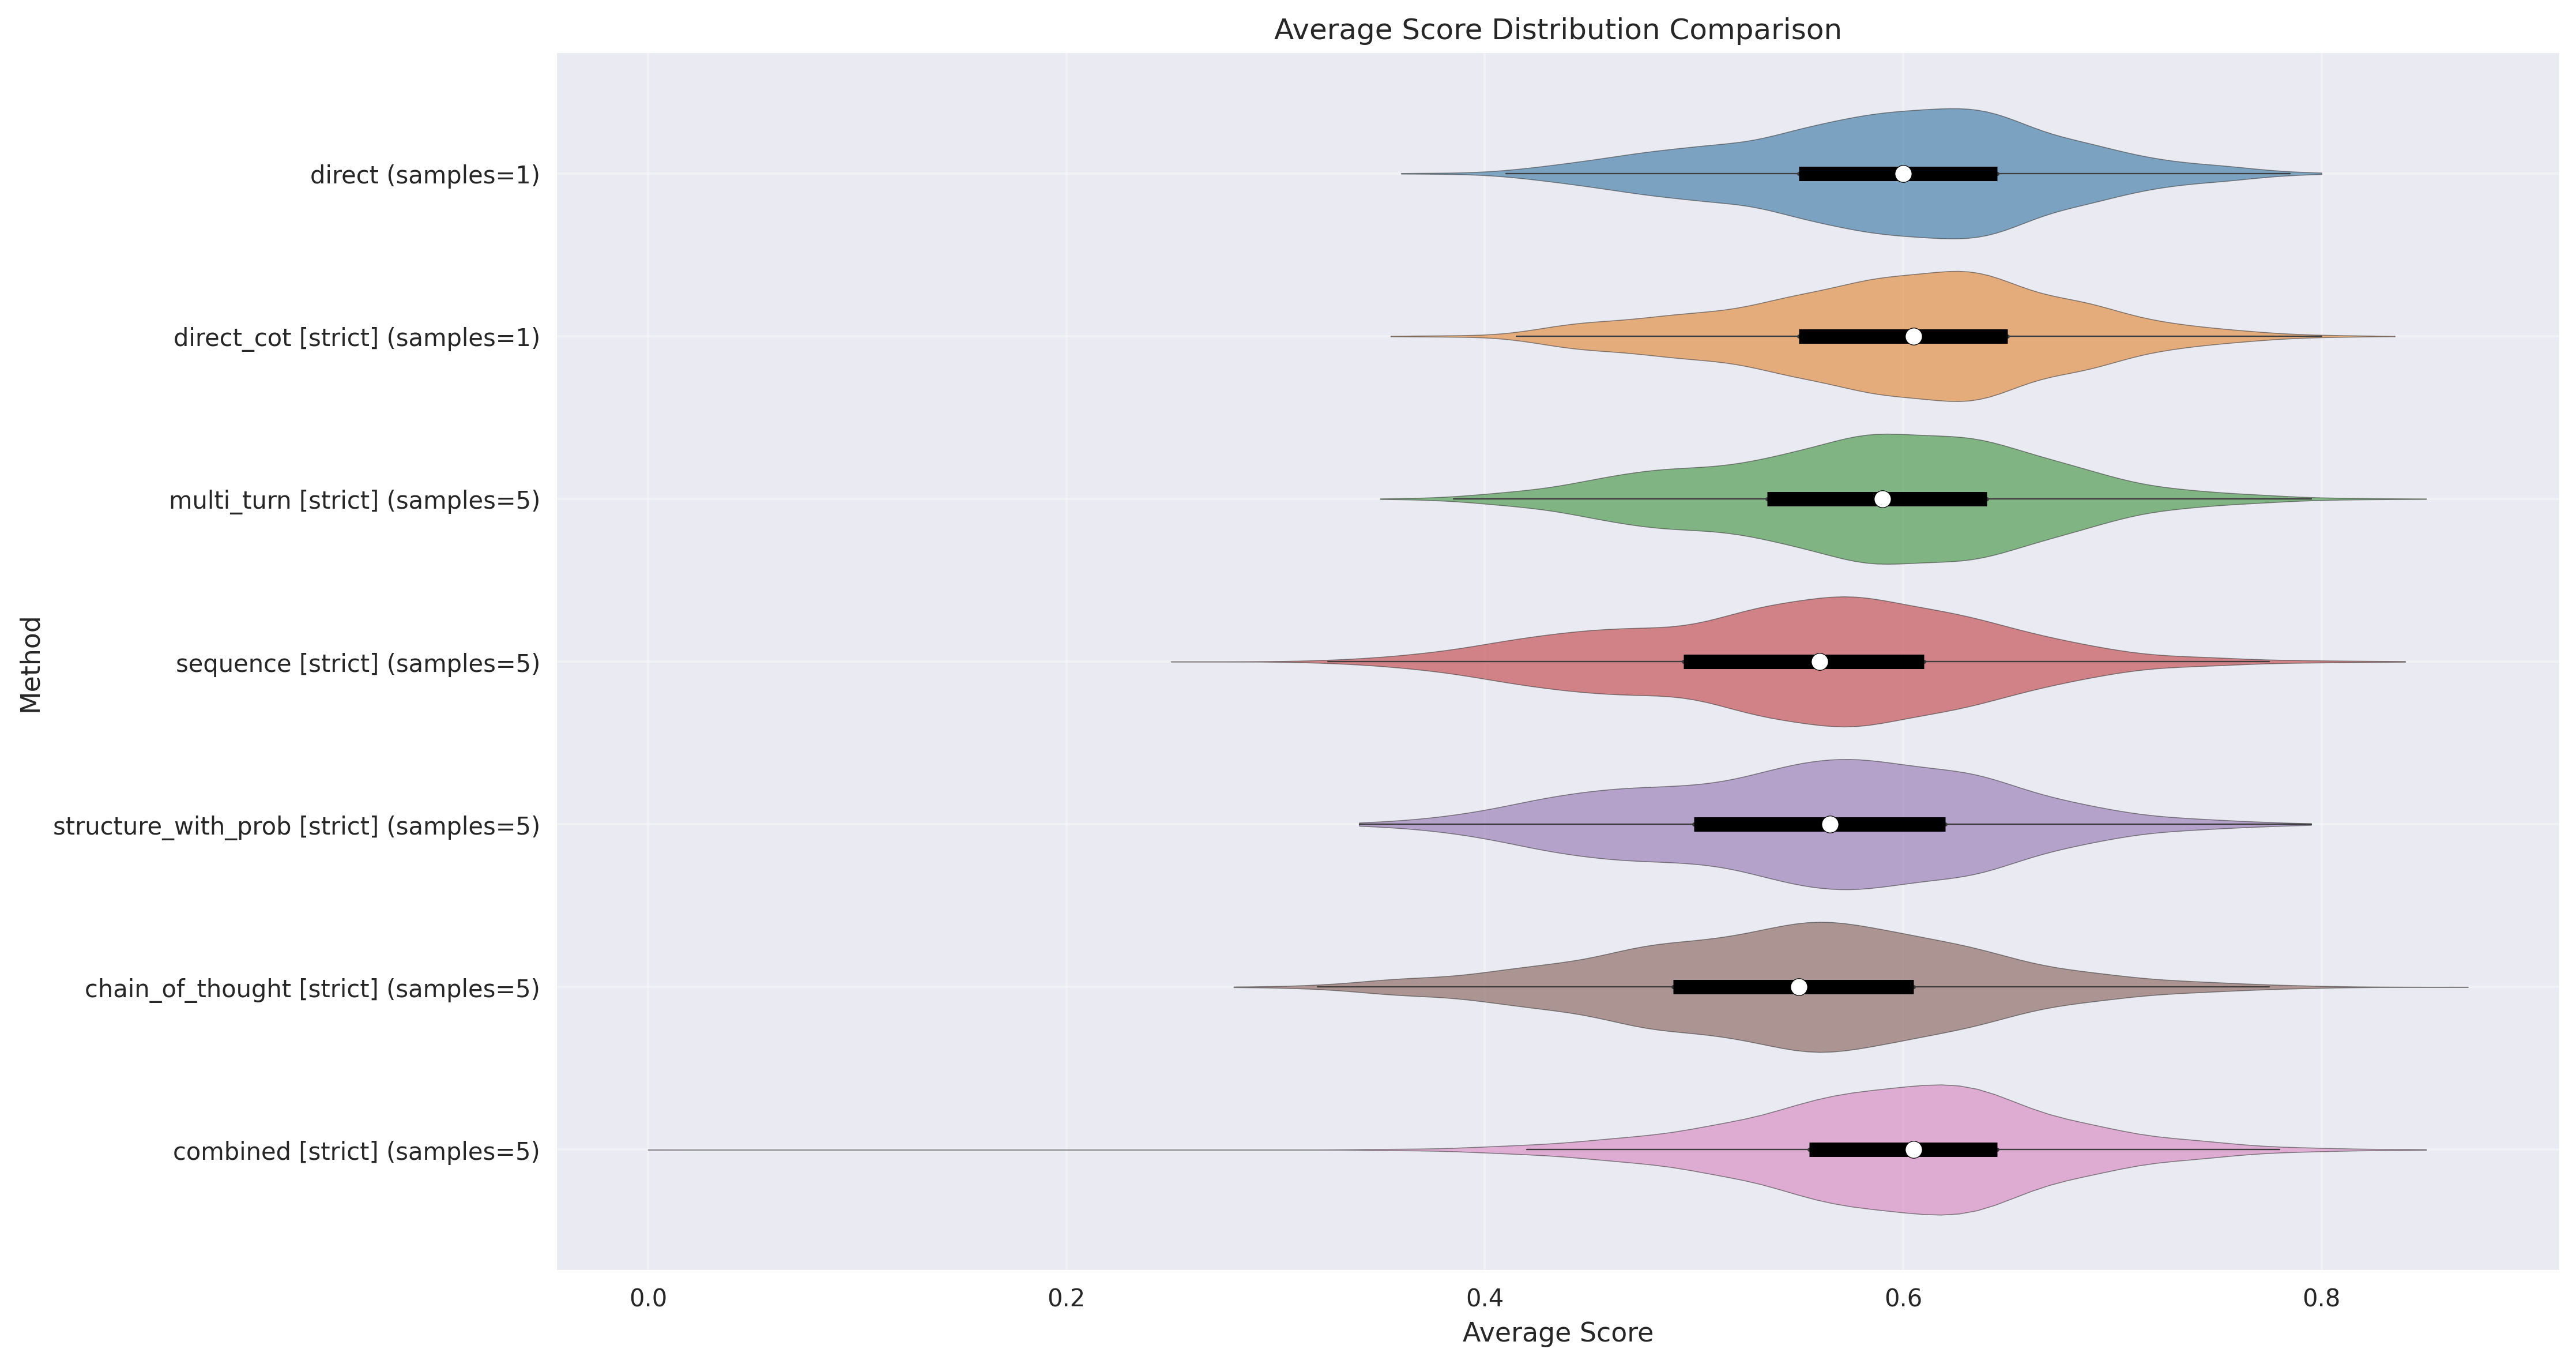 Average Score Distribution Comparison
Method
direct (samples=1)
direct_cot [strict] (samples=1)
multi_turn [strict] (samples=5)
sequence [strict] (samples=5)
structure_with_prob [strict] (samples=5)
chain_of_thought [strict] (samples=5)
combined [strict] (samples=5)
0.0 0.2 0.4 0.6 0.8
Average Score